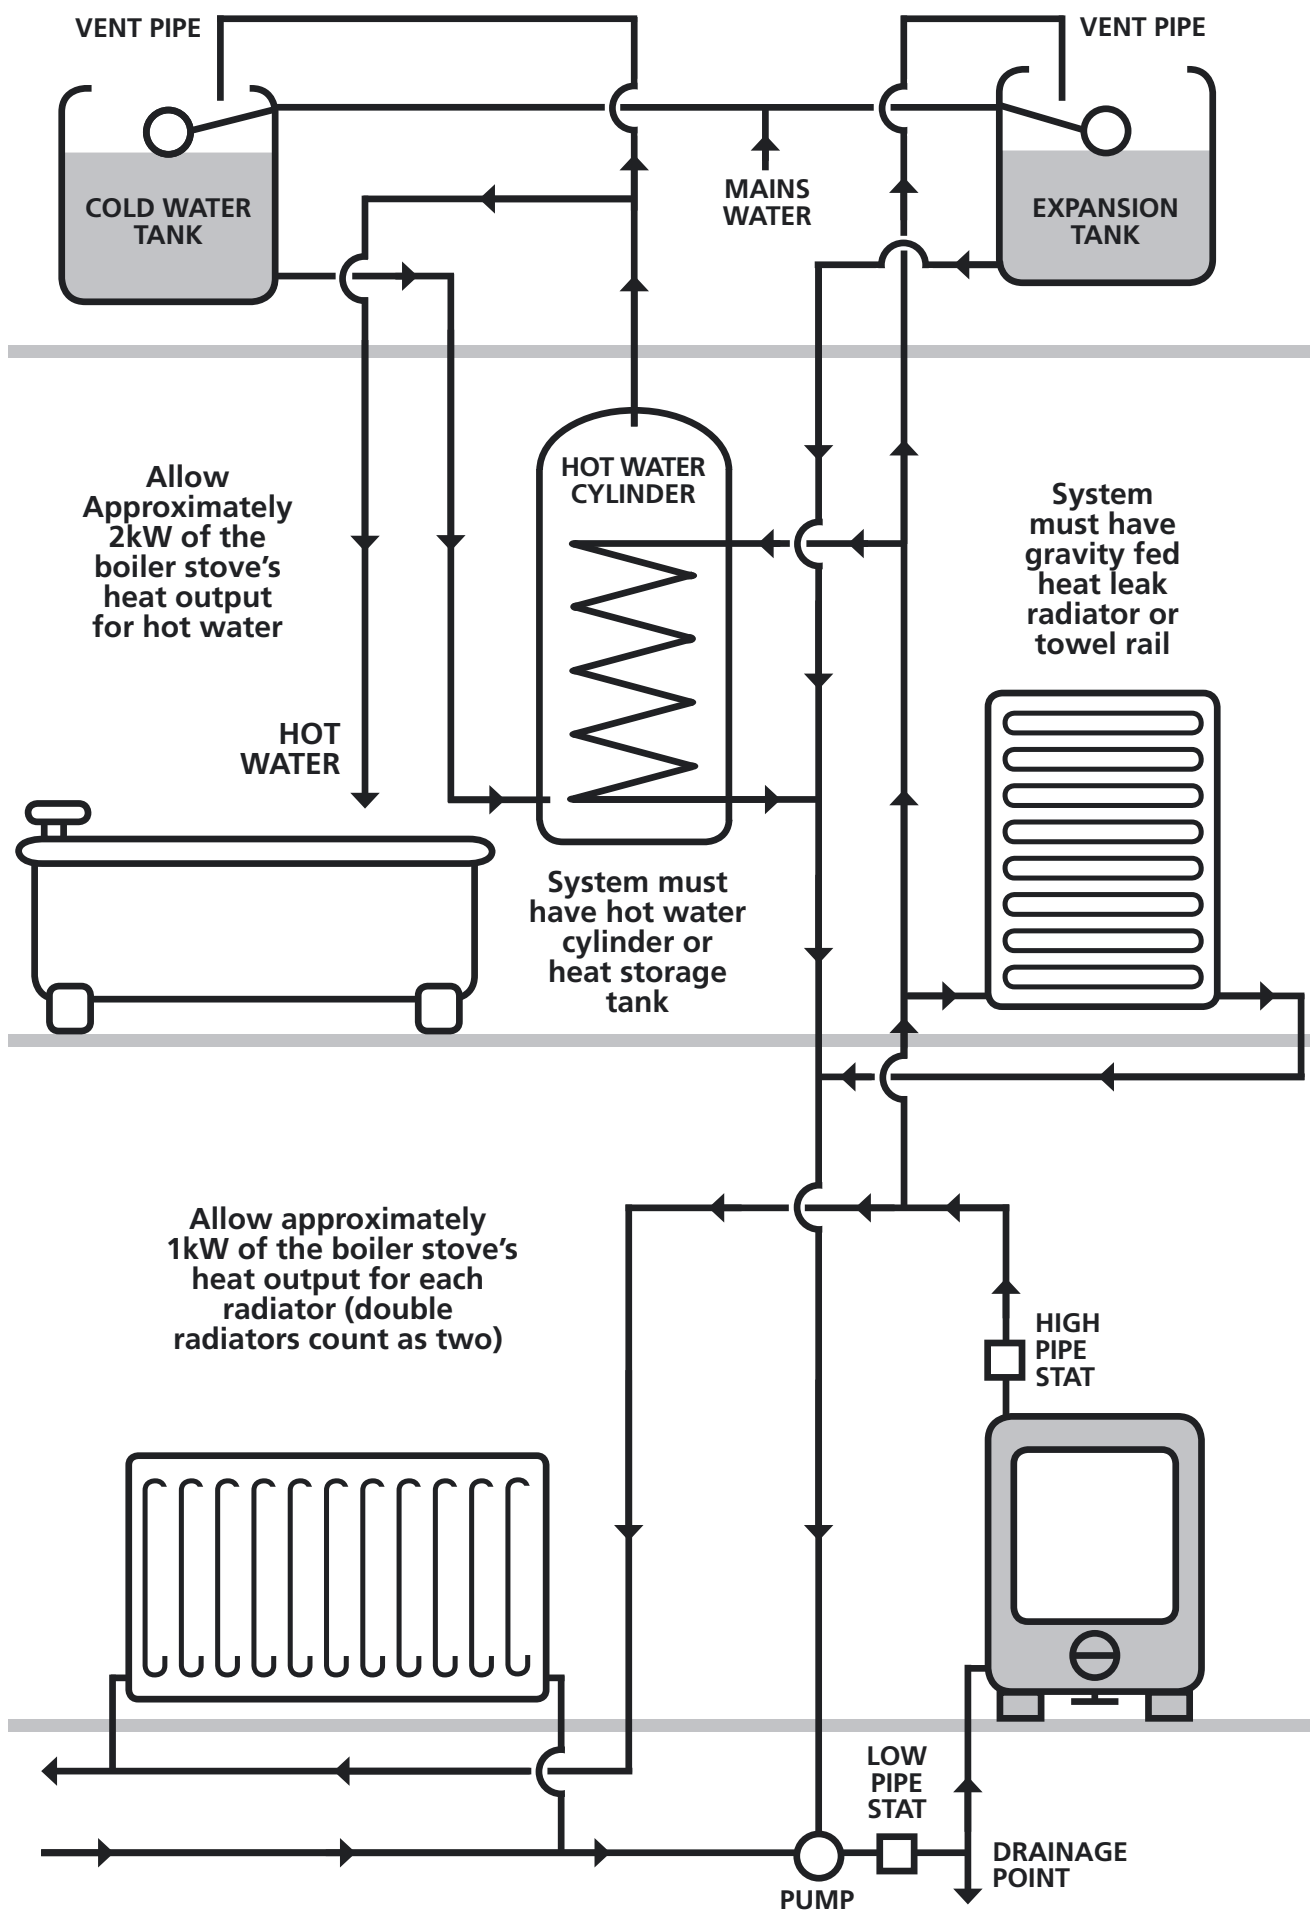 VENT PIPE
VENT PIPE
COLD WATER
TANK
MAINS
WATER
EXPANSION
TANK
HOT WATER
CYLINDER
Allow
Approximately
2kW of the
boiler stove’s
heat output
for hot water
System
must have
gravity fed
heat leak
radiator or
towel rail
HOT
WATER
System must
have hot water
cylinder or
heat storage
tank
Allow approximately
1kW of the boiler stove’s
heat output for each
radiator (double
radiators count as two)
HIGH
PIPE
STAT
LOW
PIPE
STAT
DRAINAGE
POINT
PUMP